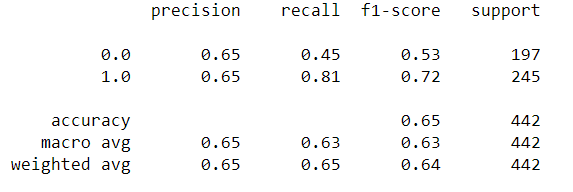 precision recall f1-score support
0.0 0.65 0.45 0.53 197
1.0 0.65 0.81 0.72 245
accuracy 0.65 442
macro avg 0.65 0.63 0.63 442
weighted avg 0.65 0.65 0.64 442